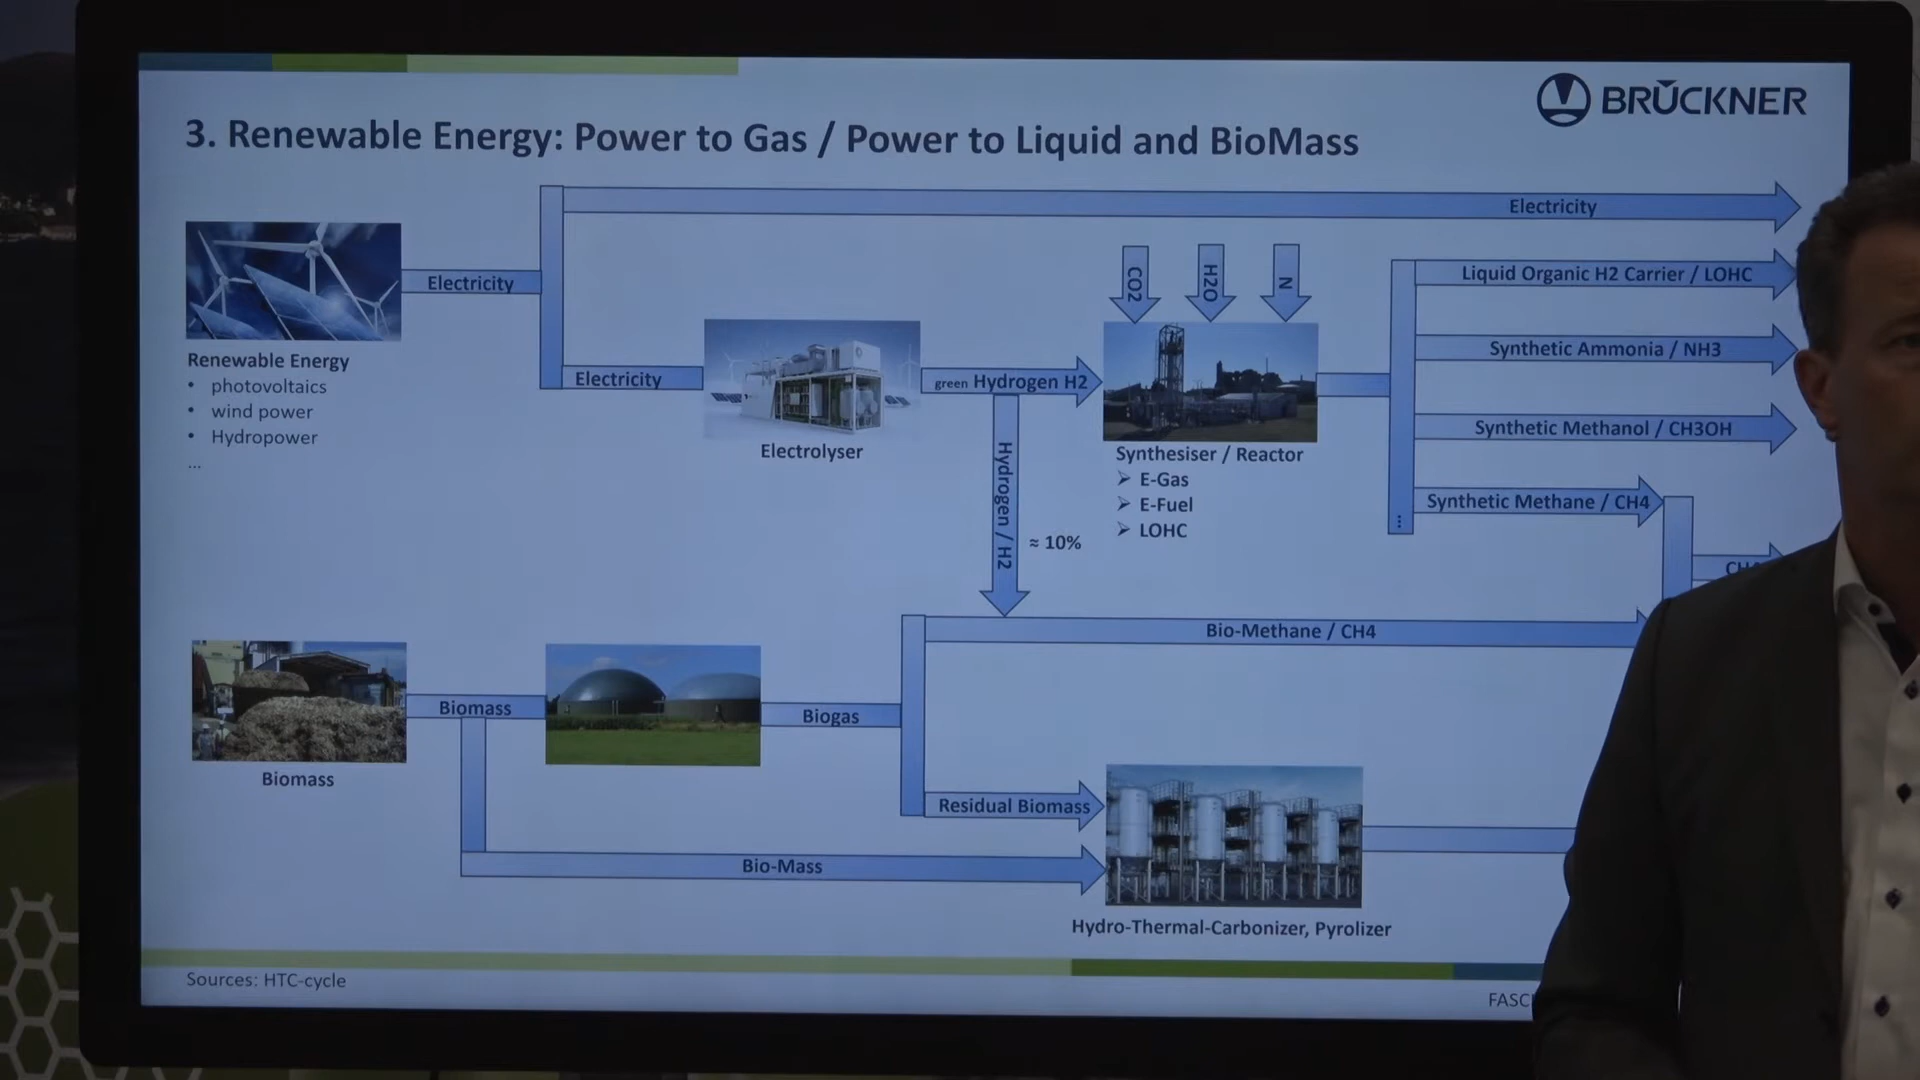 BRÜCKNER
3. Renewable Energy: Power to Gas / Power to Liquid and BioMass
Electricity
Electricity
Renewable Energy
• photovoltaics
• wind power
• Hydropower
...
Electricity
Electrolyser
green Hydrogen H2
Hydrogen / H2
≈ 10%
CO2
H2O
N
Synthesiser / Reactor
➢ E-Gas
➢ E-Fuel
➢ LOHC
Liquid Organic H2 Carrier / LOHC
Synthetic Ammonia / NH3
Synthetic Methanol / CH3OH
Synthetic Methane / CH4
...
Bio-Methane / CH4
Biomass
Biomass
Biogas
Residual Biomass
Bio-Mass
Hydro-Thermal-Carbonizer, Pyrolizer
Sources: HTC-cycle